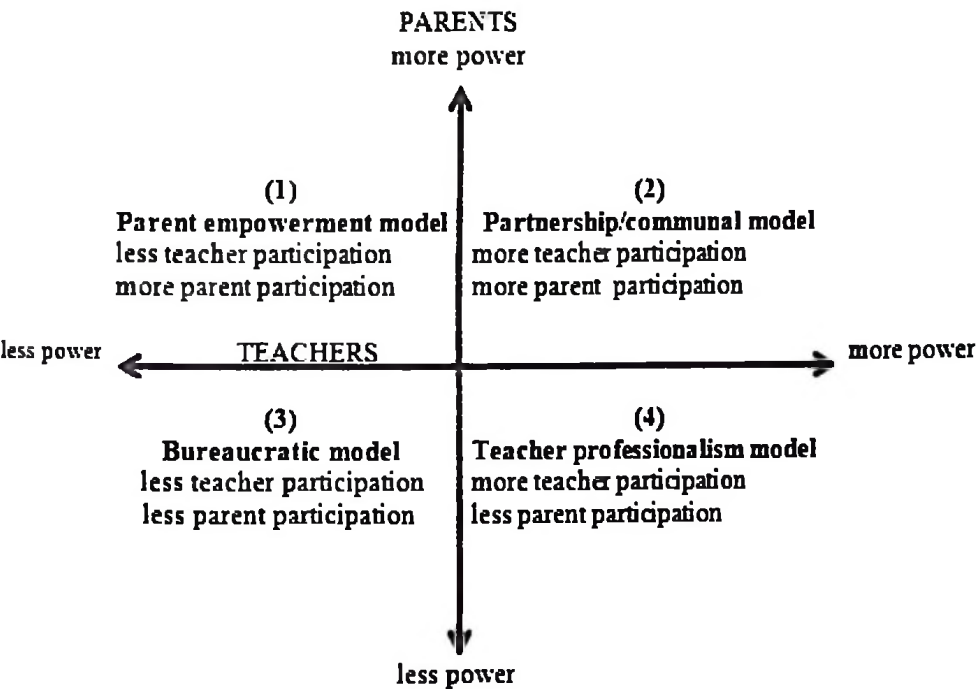 PARENTS
more power
(1)
Parent empowerment model
less teacher participation
more parent participation
(2)
Partnership/communal model
more teacher participation
more parent participation
less power
TEACHERS
more power
(3)
Bureaucratic model
less teacher participation
less parent participation
(4)
Teacher professionalism model
more teacher participation
less parent participation
less power